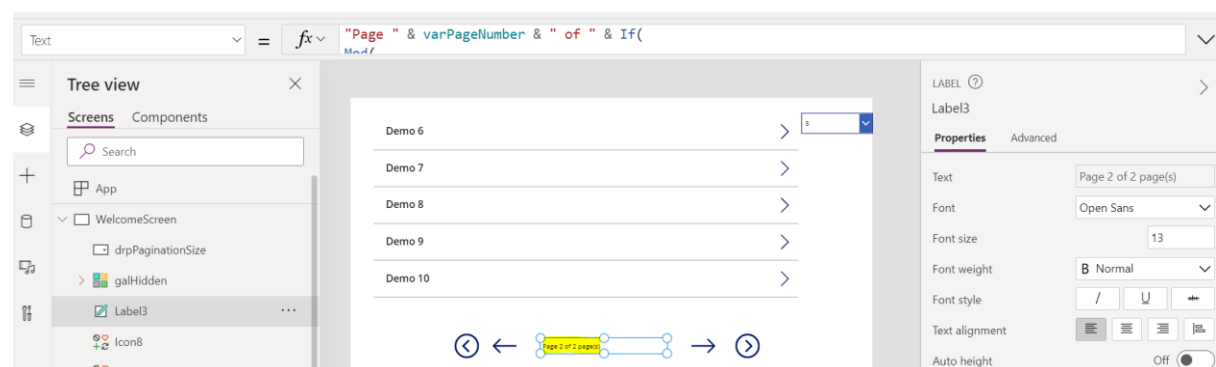 Text = fx "Page " & varPageNumber & " of " & If(
Mod(
Tree view
Screens Components
Search
App
WelcomeScreen
drpPaginationSize
galHidden
Label3 ...
Icon8
Demo 6
Demo 7
Demo 8
Demo 9
Demo 10
Page 2 of 2 page(s)
LABEL ?
Label3
Properties Advanced
Text Page 2 of 2 page(s)
Font Open Sans
Font size 13
Font weight B Normal
Font style / U abc
Text alignment
Auto height Off